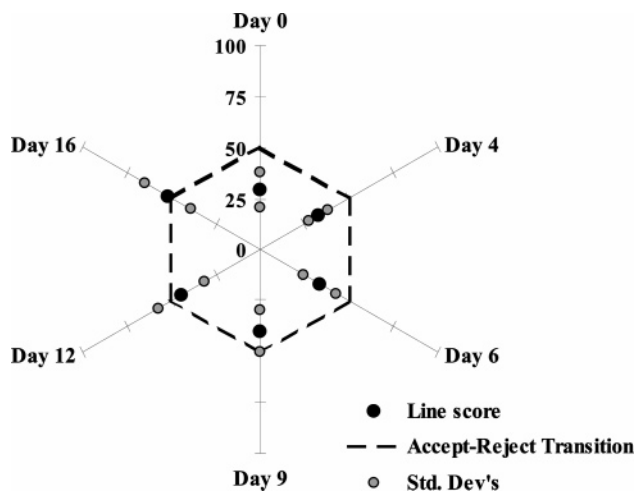 Day 0
100
75
Day 16
Day 4
50
25
0
Day 12
Day 6
Line score
Accept-Reject Transition
Day 9
Std. Dev's